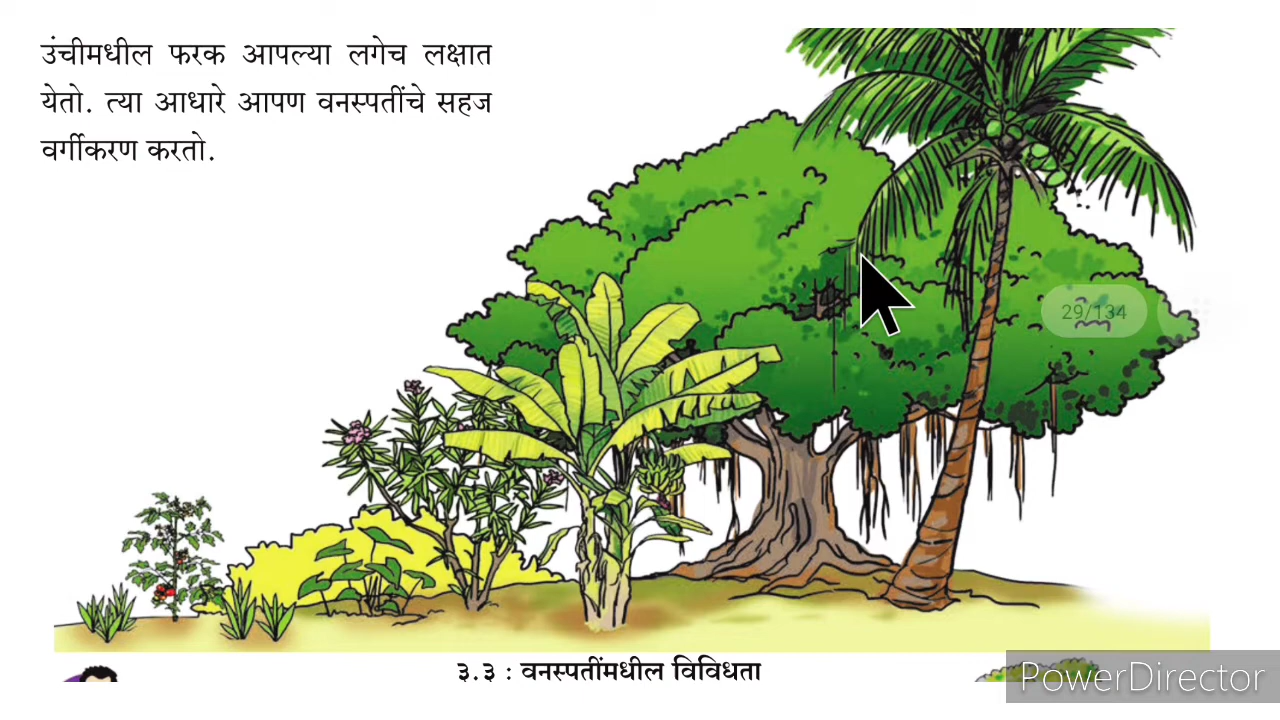 उंचीमधील फरक आपल्या लगेच लक्षात
येतो. त्या आधारे आपण वनस्पतींचे सहज
वर्गीकरण करतो.
29/134
३.३ : वनस्पतींमधील विविधता
PowerDirector